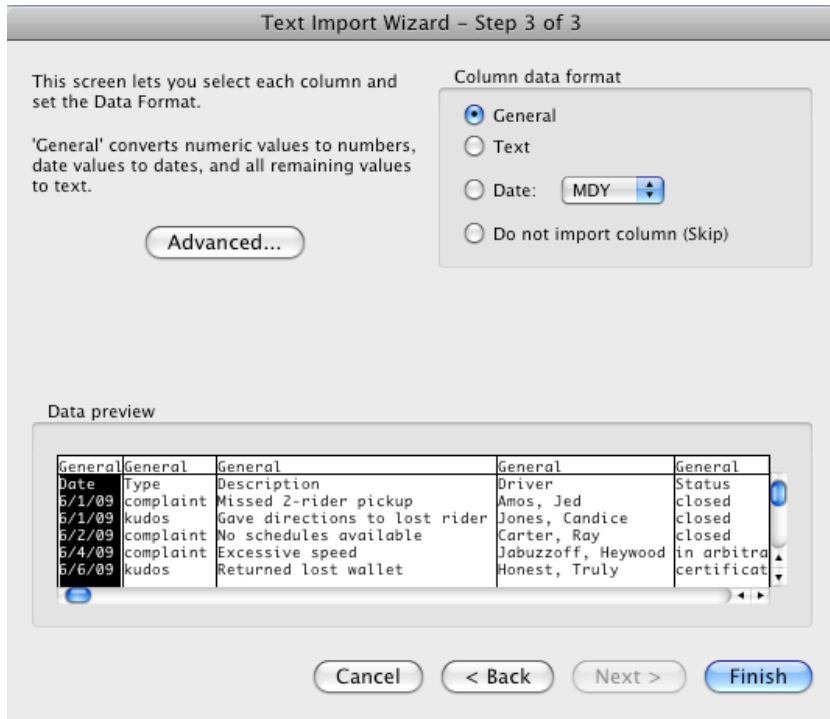 Text Import Wizard – Step 3 of 3
This screen lets you select each column and
set the Data Format.
'General' converts numeric values to numbers,
date values to dates, and all remaining values
to text.
Advanced...
Column data format
General
Text
Date: MDY
Do not import column (Skip)
Data preview
General General General General General
Date Type Description Driver Status
6/1/09 complaint Missed 2-rider pickup Amos, Jed closed
6/1/09 kudos Gave directions to lost rider Jones, Candice closed
6/2/09 complaint No schedules available Carter, Ray closed
6/4/09 complaint Excessive speed Jabuzzoff, Heywood in arbitra
6/6/09 kudos Returned lost wallet Honest, Truly certificat
Cancel < Back Next > Finish